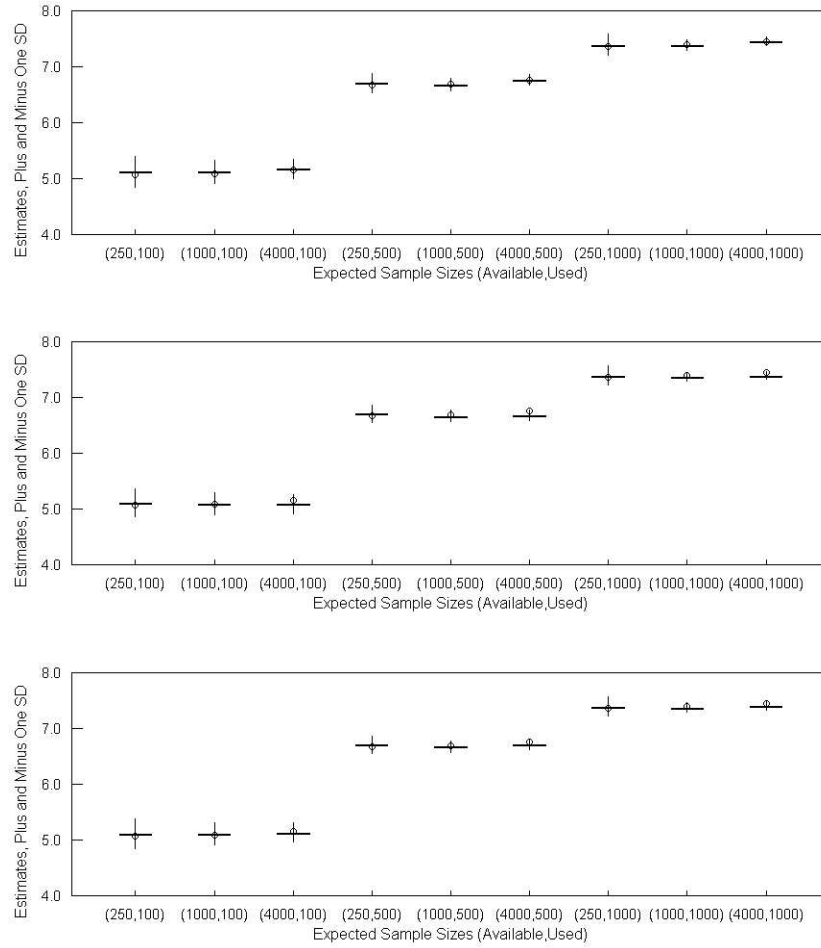 Estimates, Plus and Minus One SD
8.0
7.0
6.0
5.0
4.0
(250,100) (1000,100) (4000,100) (250,500) (1000,500) (4000,500) (250,1000) (1000,1000) (4000,1000)
Expected Sample Sizes (Available,Used)
Estimates, Plus and Minus One SD
8.0
7.0
6.0
5.0
4.0
(250,100) (1000,100) (4000,100) (250,500) (1000,500) (4000,500) (250,1000) (1000,1000) (4000,1000)
Expected Sample Sizes (Available,Used)
Estimates, Plus and Minus One SD
8.0
7.0
6.0
5.0
4.0
(250,100) (1000,100) (4000,100) (250,500) (1000,500) (4000,500) (250,1000) (1000,1000) (4000,1000)
Expected Sample Sizes (Available,Used)